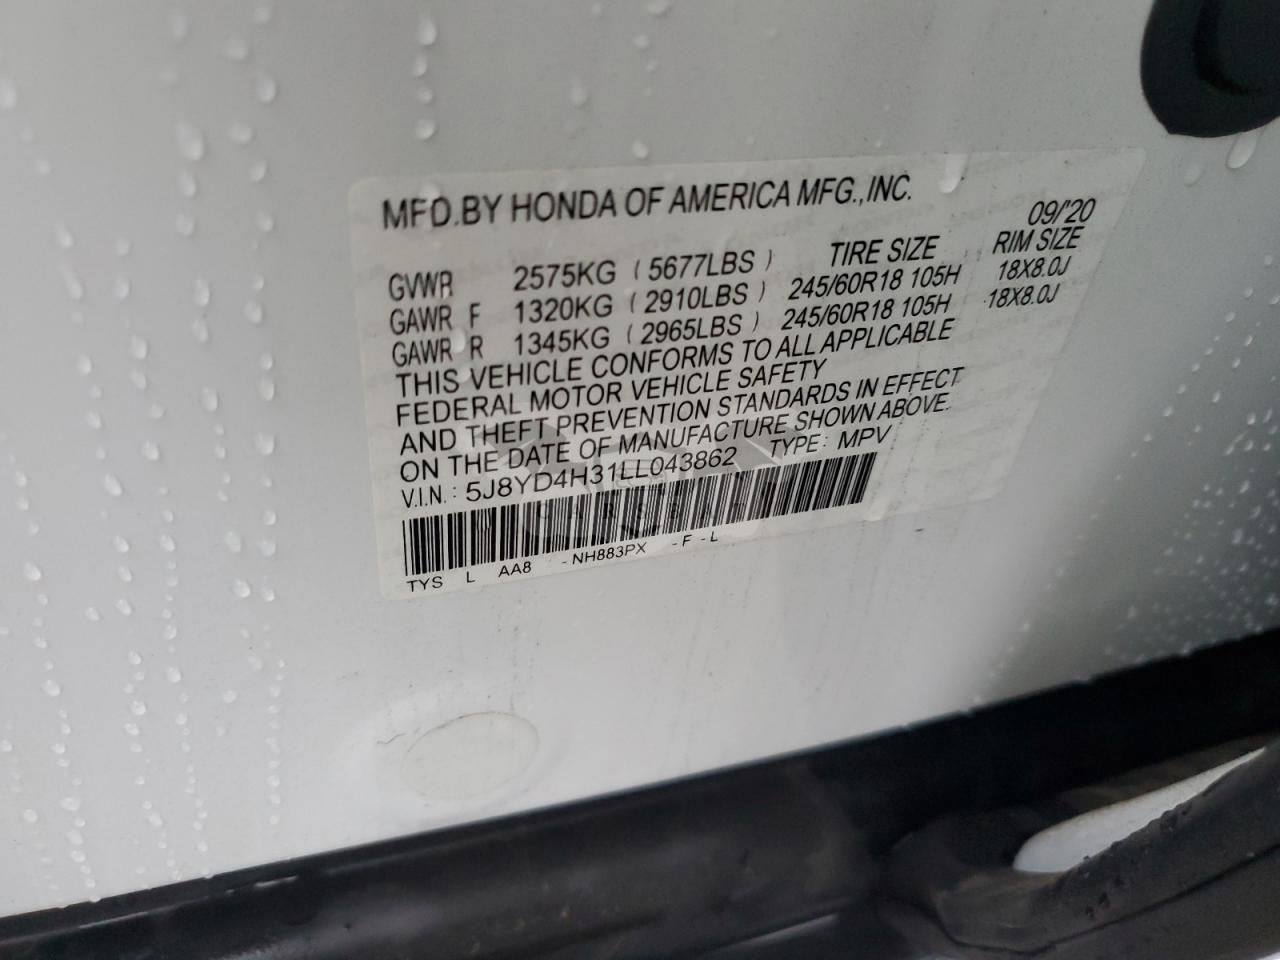 MFD.BY HONDA OF AMERICA MFG.,INC.
09/'20
GVWR 2575KG ( 5677LBS ) TIRE SIZE RIM SIZE
GAWR F 1320KG ( 2910LBS ) 245/60R18 105H 18X8.0J
GAWR R 1345KG ( 2965LBS ) 245/60R18 105H 18X8.0J
THIS VEHICLE CONFORMS TO ALL APPLICABLE
FEDERAL MOTOR VEHICLE SAFETY
AND THEFT PREVENTION STANDARDS IN EFFECT
ON THE DATE OF MANUFACTURE SHOWN ABOVE.
V.I.N.: 5J8YD4H31LL043862 TYPE: MPV
TYS L AA8 - NH883PX - F - L